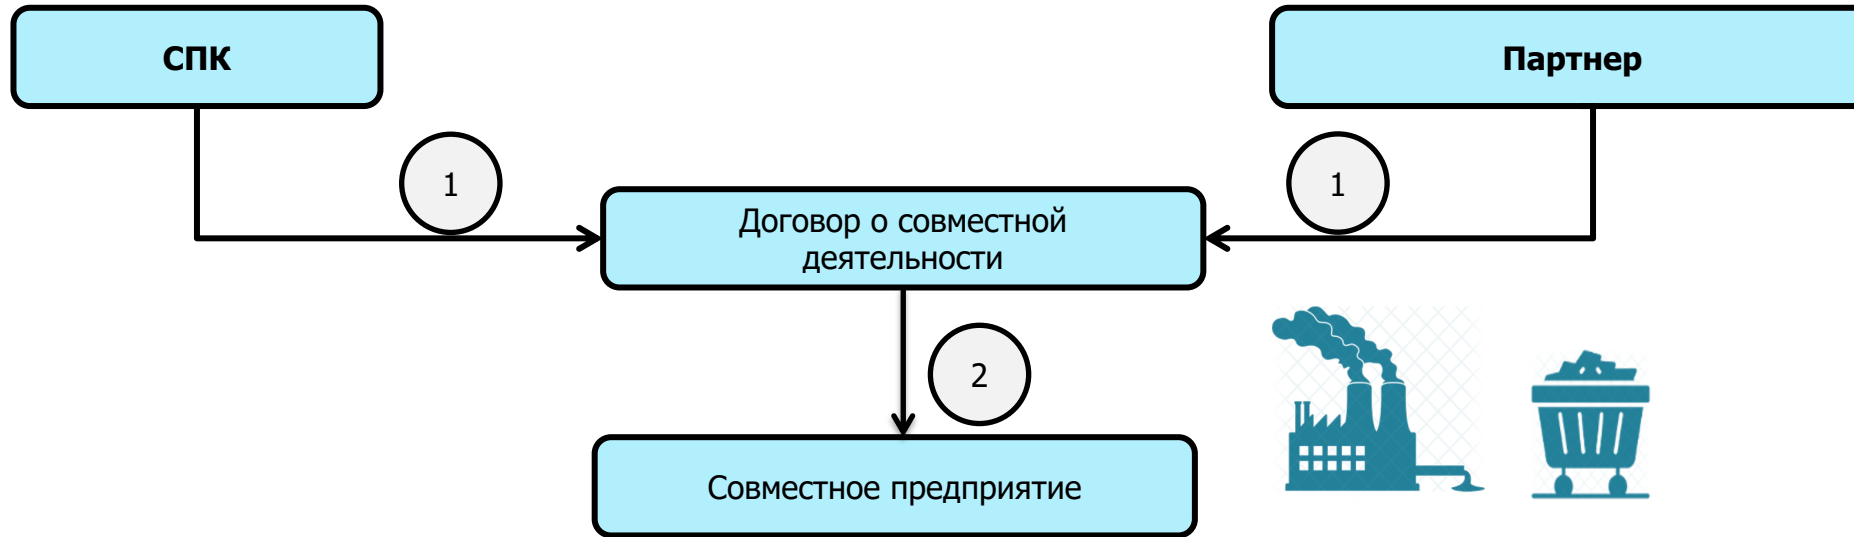 СПК
Партнер
1
1
Договор о совместной
деятельности
2
Совместное предприятие